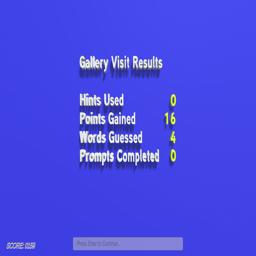 Gallery Visit Results
Hints Used 0
Points Gained 16
Words Guessed 4
Prompts Completed 0
Press Enter to Continue...
SCORE: